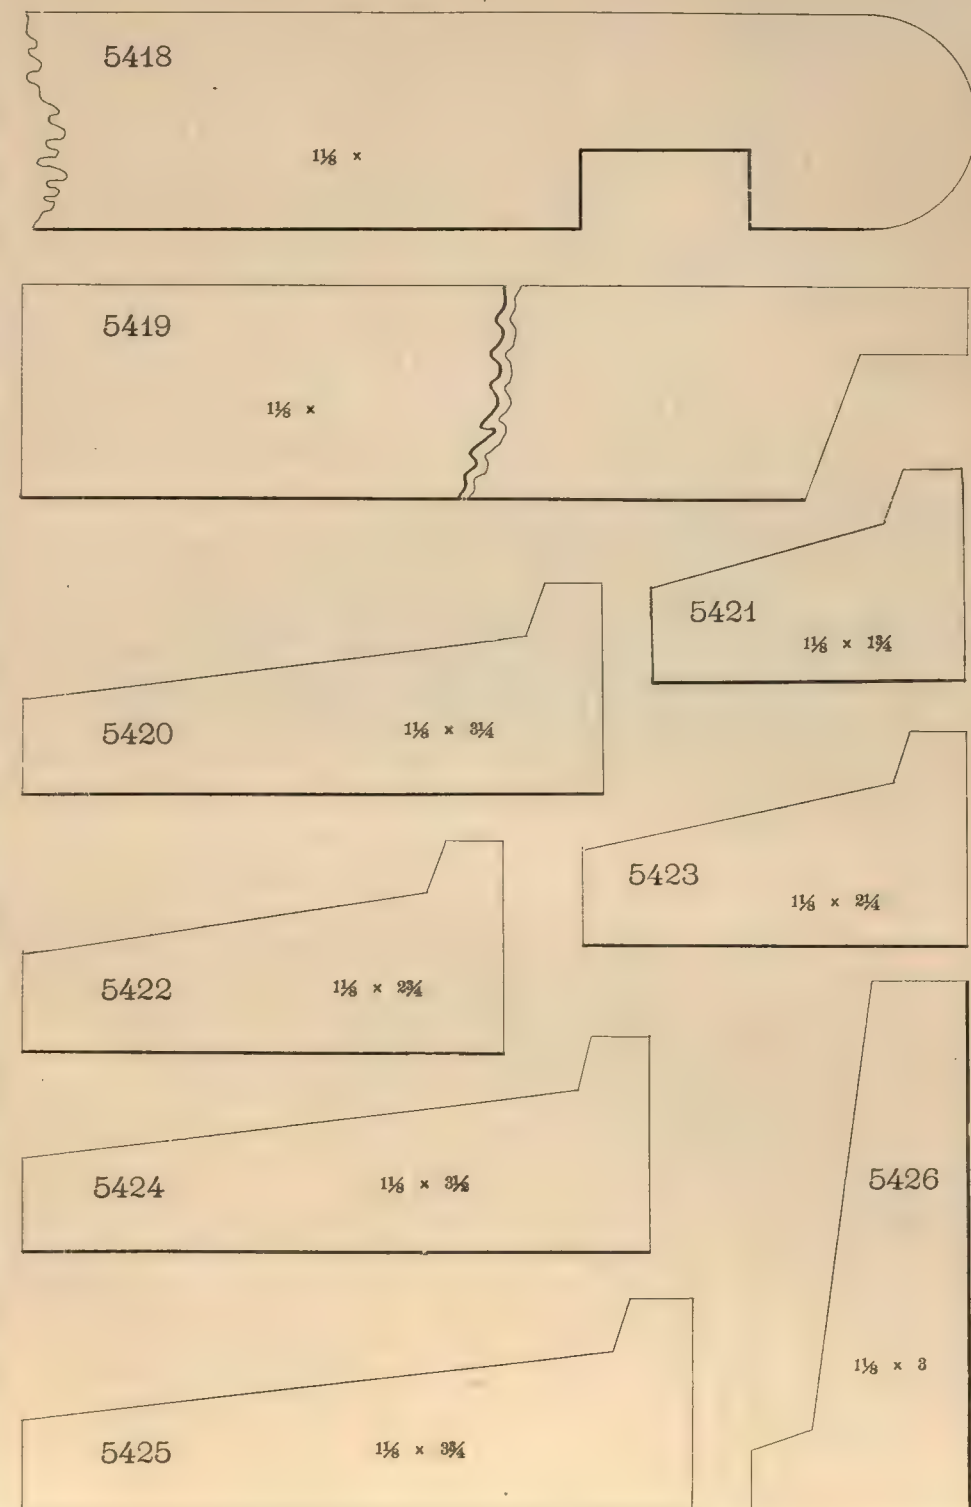 5418
1⅛ ×
5419
1⅛ ×
5421
1⅛ × 1¾
5420
1⅛ × 3¼
5423
1⅛ × 2¼
5422
1⅛ × 2¾
5424
1⅛ × 3½
5426
1⅛ × 3
5425
1⅛ × 3¾